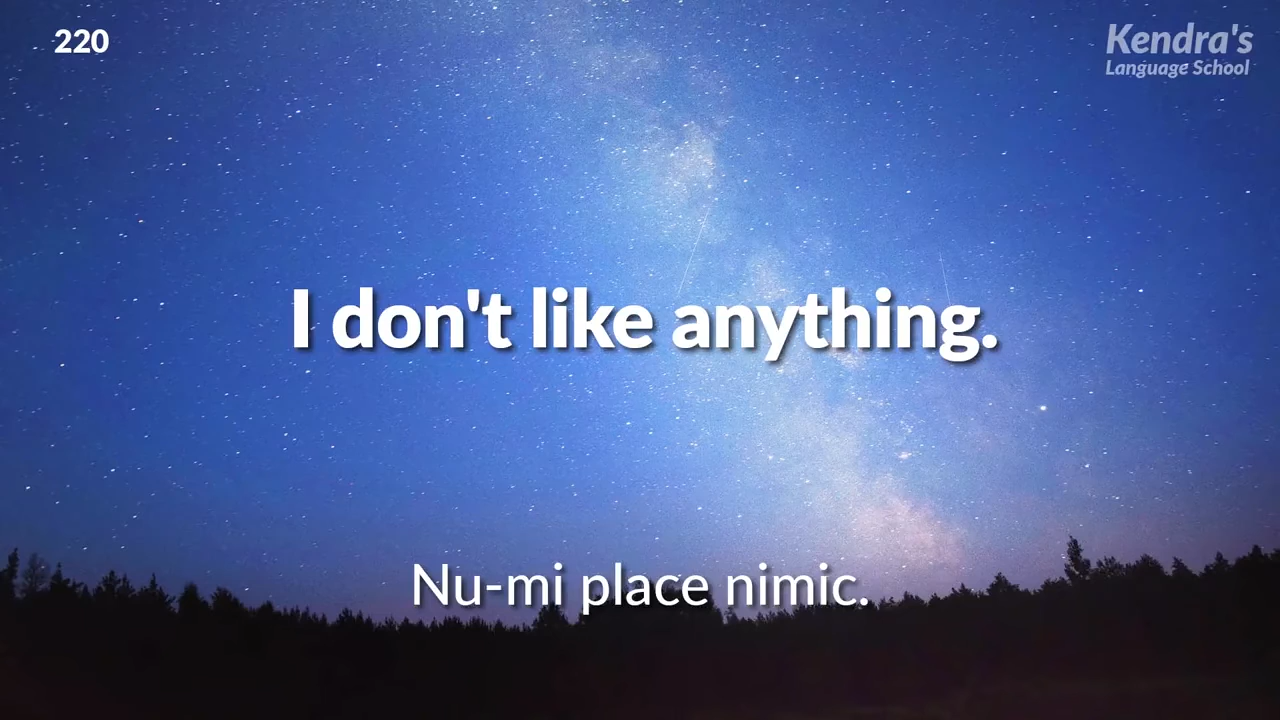 220
Kendra's
Language School
I don't like anything.
Nu-mi place nimic.